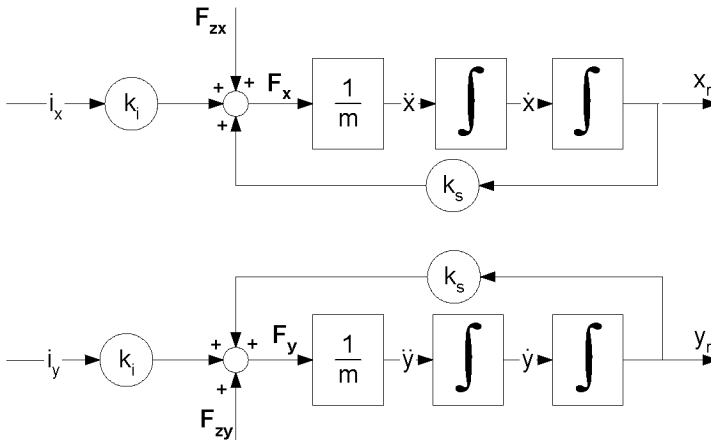 F_zx
+ +
i_x k_i + F_x 1/m ẍ ∫ ẋ ∫ x_r
k_s
k_s
i_y k_i + + F_y 1/m ÿ ∫ ẏ ∫ y_r
+
F_zy